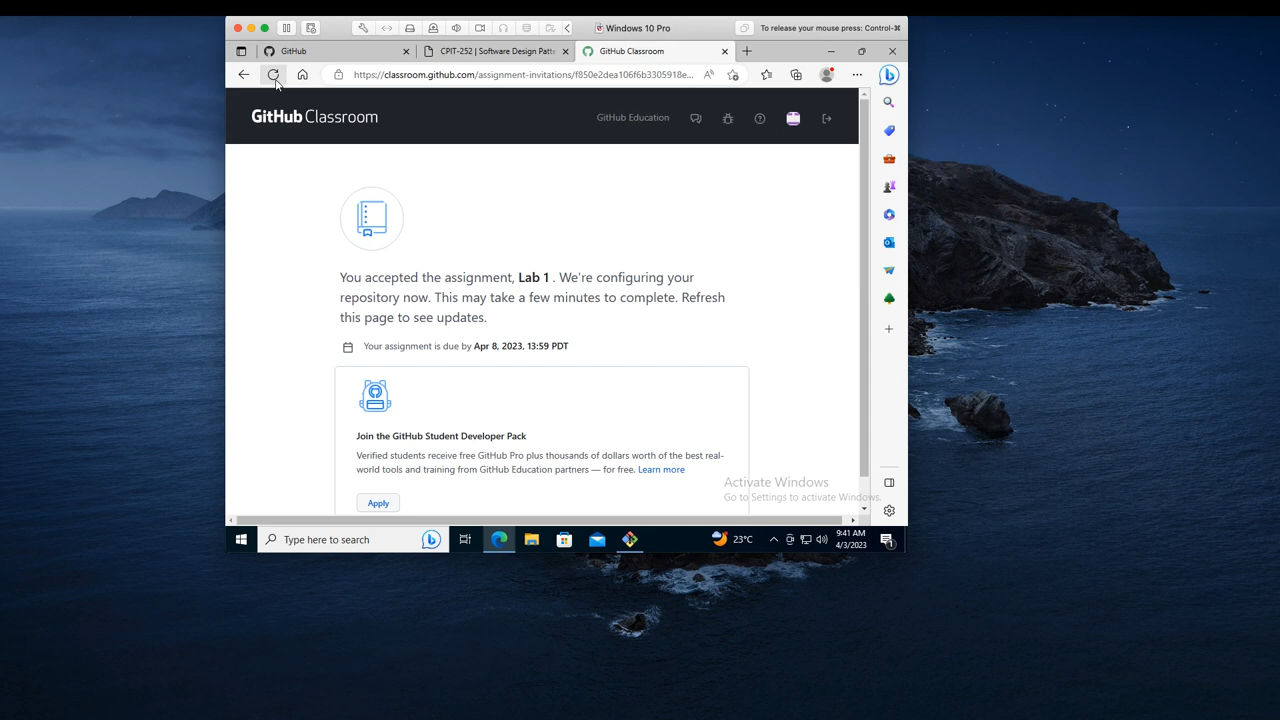 Windows 10 Pro
To release your mouse press: Control-⌘
GitHub
CPIT-252 | Software Design Patte
GitHub Classroom
https://classroom.github.com/assignment-invitations/f850e2dea106f6b3305918e...
GitHub Classroom
GitHub Education
You accepted the assignment, Lab 1 . We're configuring your
repository now. This may take a few minutes to complete. Refresh
this page to see updates.
Your assignment is due by Apr 8, 2023, 13:59 PDT
Join the GitHub Student Developer Pack
Verified students receive free GitHub Pro plus thousands of dollars worth of the best real-
world tools and training from GitHub Education partners — for free. Learn more
Apply
Activate Windows
Go to Settings to activate Windows.
Type here to search
23°C
9:41 AM
4/3/2023
1